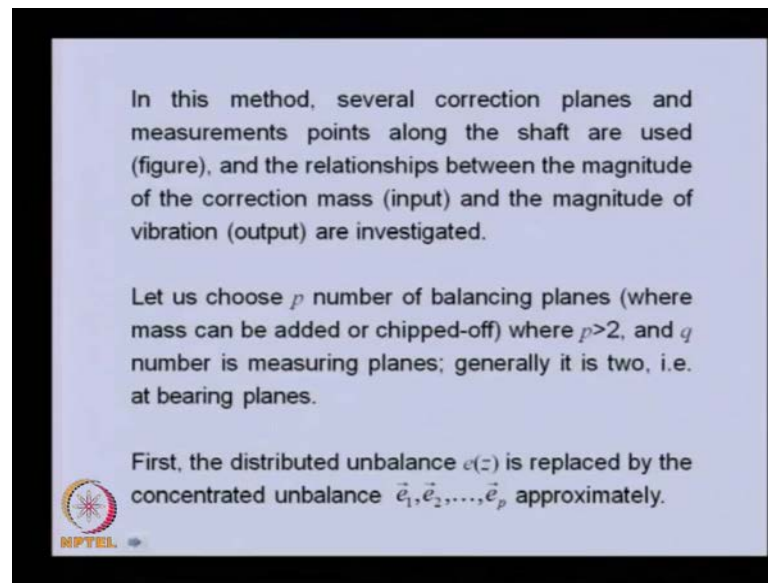 In this method, several correction planes and
measurements points along the shaft are used
(figure), and the relationships between the magnitude
of the correction mass (input) and the magnitude of
vibration (output) are investigated.
Let us choose p number of balancing planes (where
mass can be added or chipped-off) where p>2, and q
number is measuring planes; generally it is two, i.e.
at bearing planes.
First, the distributed unbalance e(z) is replaced by the
concentrated unbalance e⃗₁,e⃗₂,...,e⃗ₚ approximately.
NPTEL